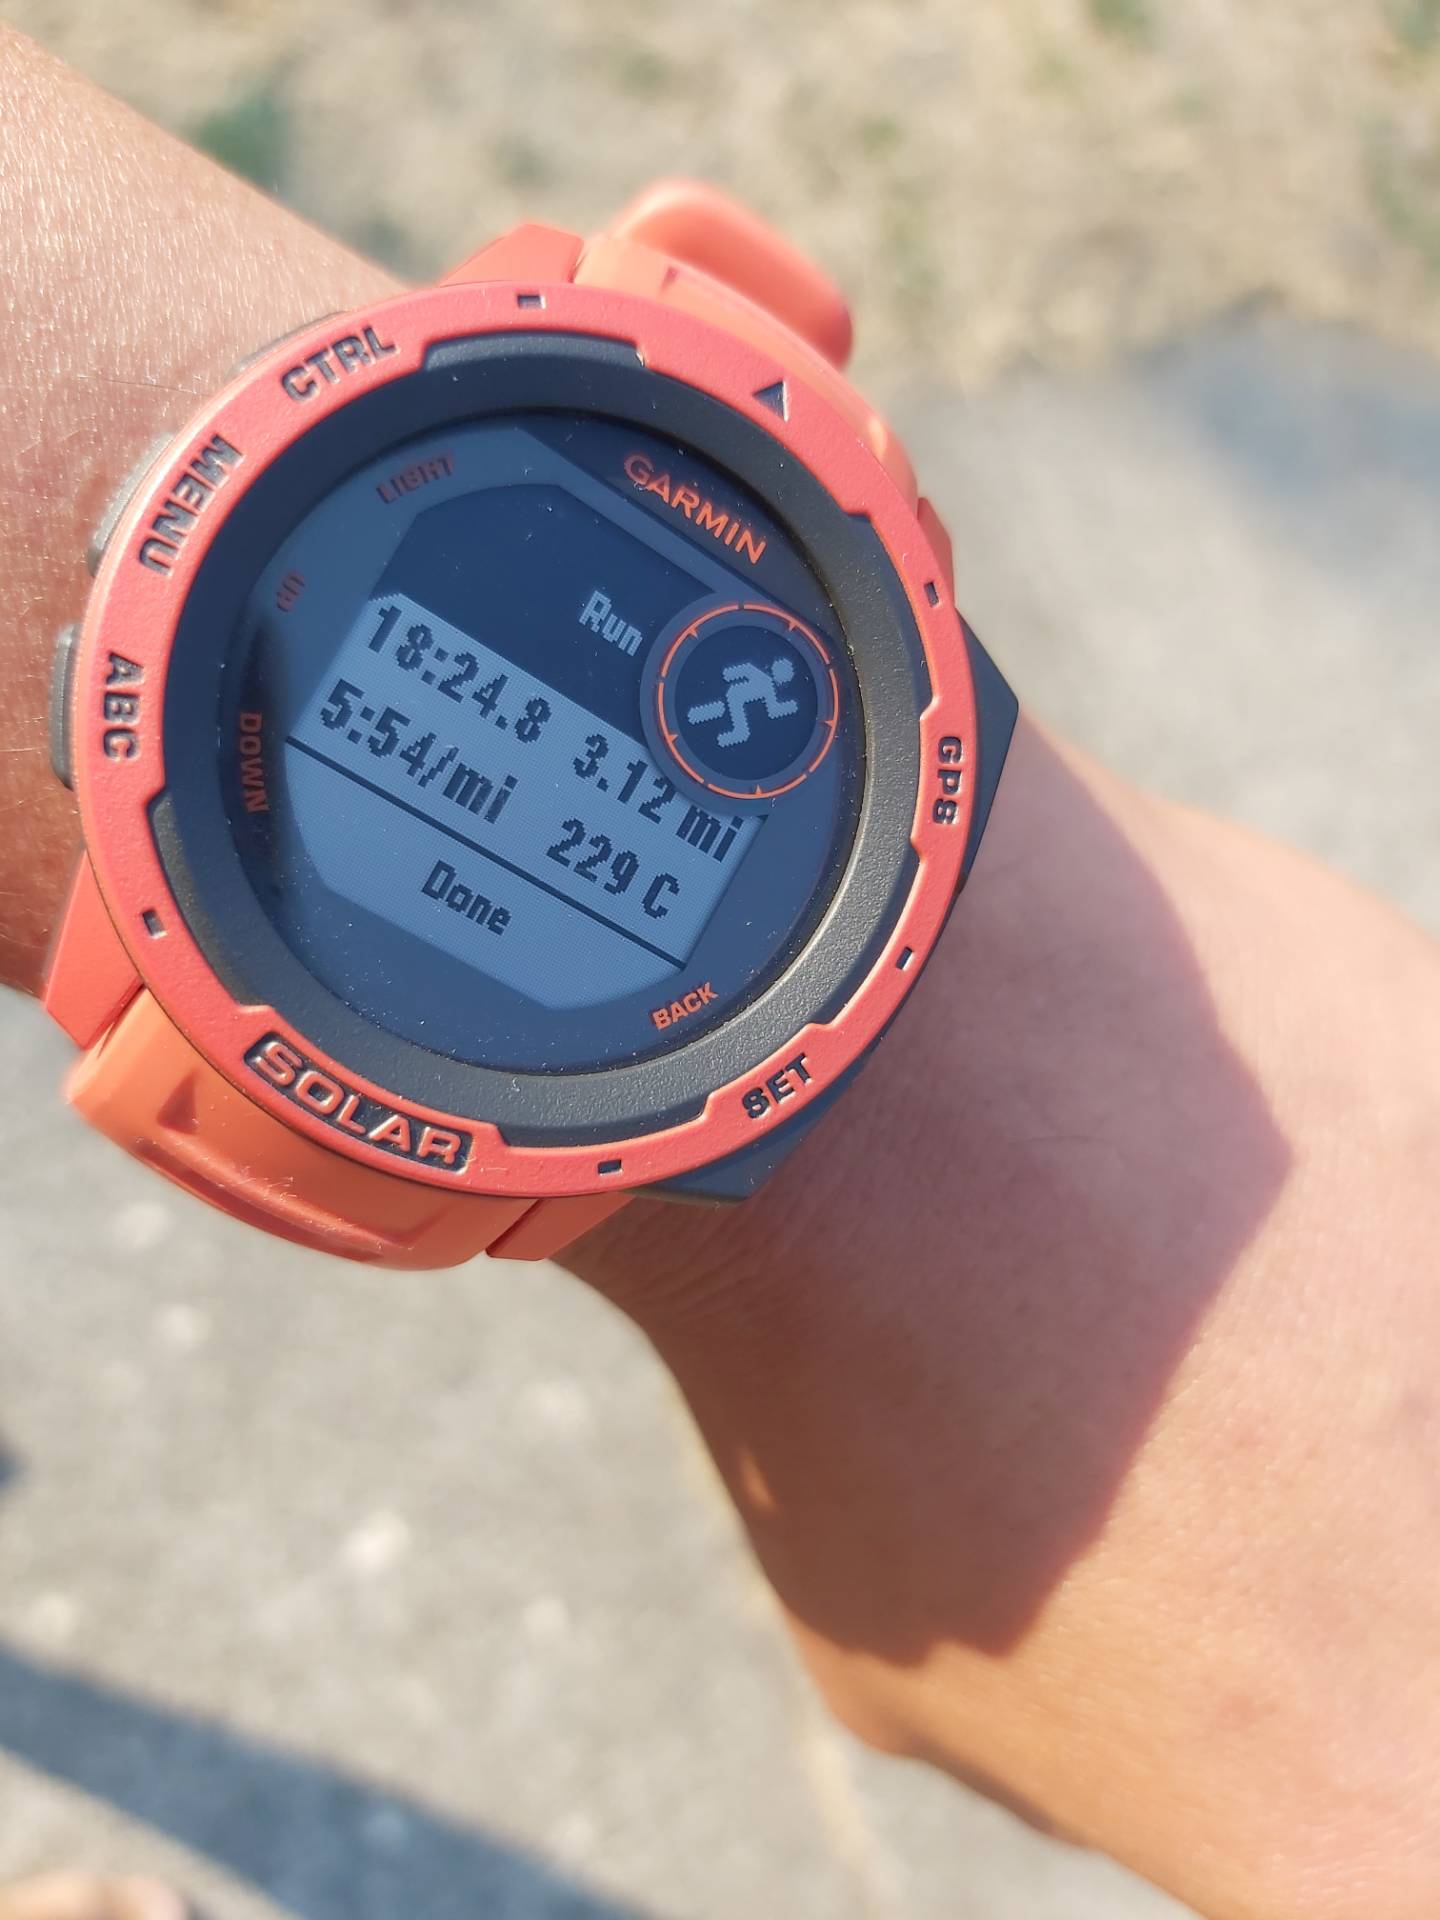 CTRL
MENU
ABC
GPS
SET
SOLAR
LIGHT
GARMIN
DOWN
BACK
Run
18:24.8 3.12 mi
5:54/mi 229 C
Done